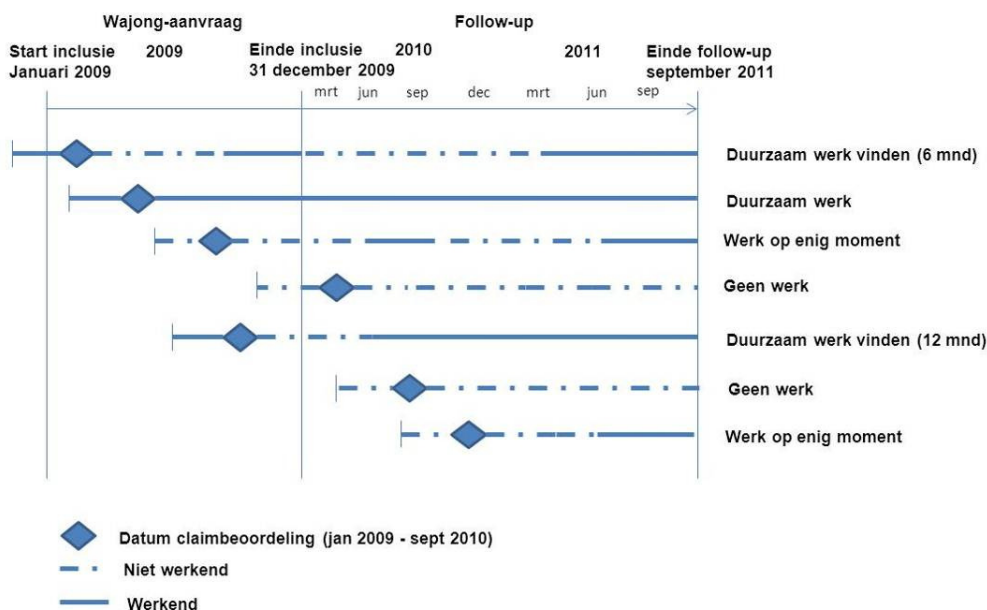 Wajong-aanvraag
Follow-up
Start inclusie 2009
Januari 2009
Einde inclusie 2010
31 december 2009
2011
Einde follow-up
september 2011
mrt jun sep dec mrt jun sep
Duurzaam werk vinden (6 mnd)
Duurzaam werk
Werk op enig moment
Geen werk
Duurzaam werk vinden (12 mnd)
Geen werk
Werk op enig moment
Datum claimbeoordeling (jan 2009 - sept 2010)
Niet werkend
Werkend